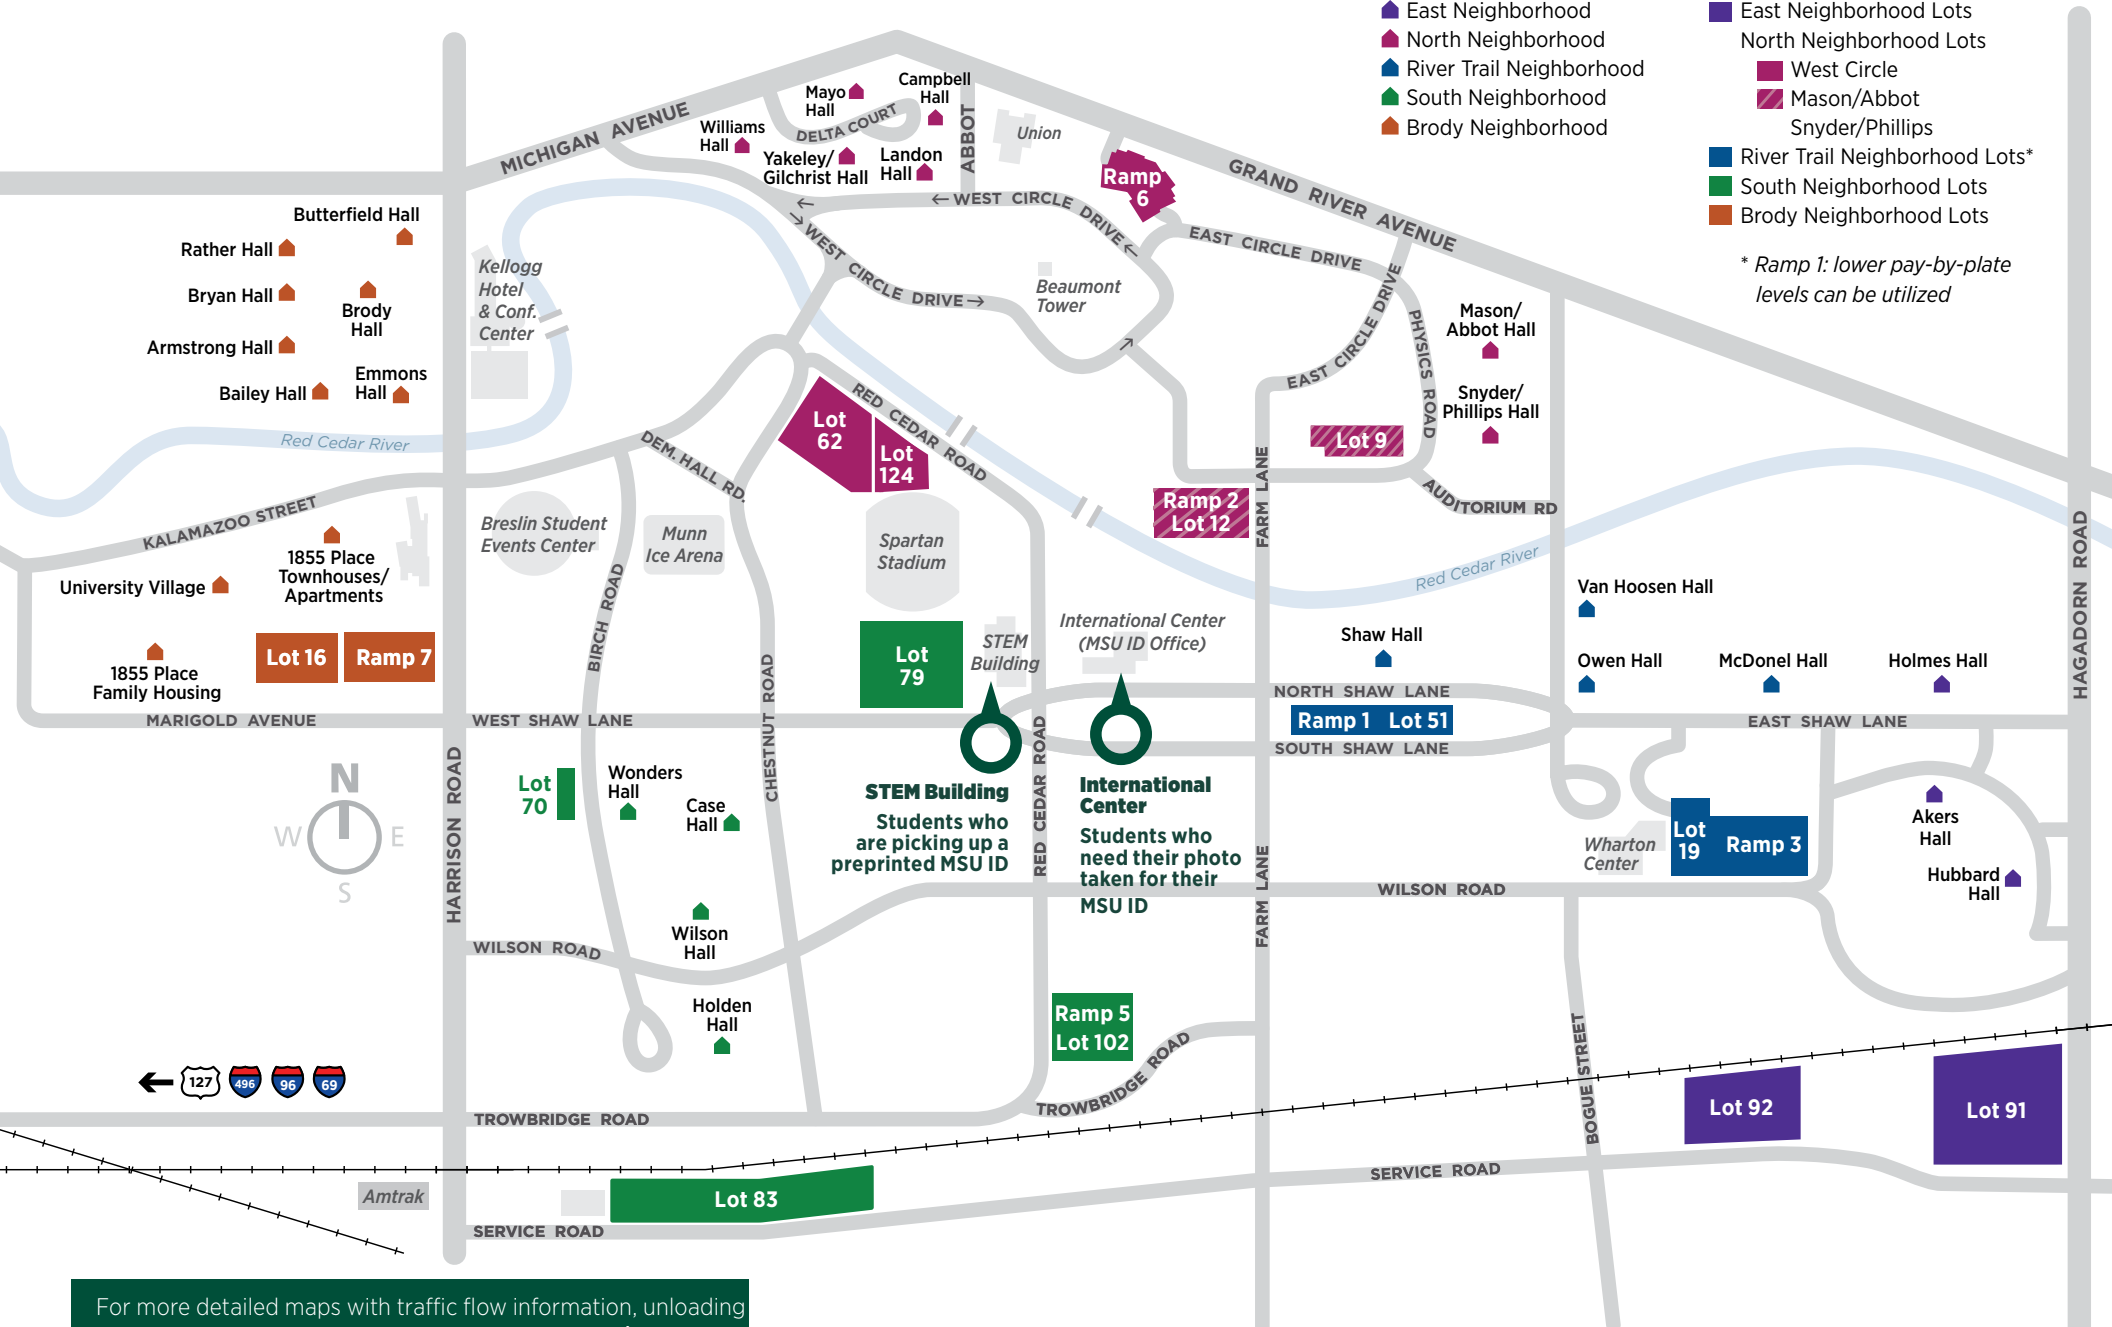 East Neighborhood
North Neighborhood
River Trail Neighborhood
South Neighborhood
Brody Neighborhood
East Neighborhood Lots
North Neighborhood Lots
West Circle
Mason/Abbot
Snyder/Phillips
River Trail Neighborhood Lots*
South Neighborhood Lots
Brody Neighborhood Lots
* Ramp 1: lower pay-by-plate
levels can be utilized
MICHIGAN AVENUE
Mayo
Hall
Campbell
Hall
DELTA COURT
Williams
Hall
Yakeley/
Gilchrist Hall
Landon
Hall
ABBOT
Union
Ramp
6
GRAND RIVER AVENUE
← WEST CIRCLE DRIVE ←
←
→
WEST CIRCLE DRIVE →
→
EAST CIRCLE DRIVE
EAST CIRCLE DRIVE
PHYSICS ROAD
Beaumont
Tower
Mason/
Abbot Hall
Snyder/
Phillips Hall
Butterfield Hall
Rather Hall
Bryan Hall
Brody
Hall
Armstrong Hall
Bailey Hall
Emmons
Hall
Kellogg
Hotel
& Conf.
Center
Red Cedar River
KALAMAZOO STREET
DEM. HALL RD.
Lot
62
Lot
124
RED CEDAR ROAD
Lot 9
Ramp 2
Lot 12
FARM LANE
AUDITORIUM RD
Red Cedar River
HAGADORN ROAD
1855 Place
Townhouses/
Apartments
University Village
1855 Place
Family Housing
Lot 16
Ramp 7
Breslin Student
Events Center
Munn
Ice Arena
Spartan
Stadium
BIRCH ROAD
CHESTNUT ROAD
Lot
79
STEM
Building
International Center
(MSU ID Office)
Shaw Hall
Van Hoosen Hall
Owen Hall
McDonel Hall
Holmes Hall
MARIGOLD AVENUE
WEST SHAW LANE
NORTH SHAW LANE
Ramp 1 Lot 51
SOUTH SHAW LANE
EAST SHAW LANE
HARRISON ROAD
N
W
E
S
Lot
70
Wonders
Hall
Case
Hall
STEM Building
Students who
are picking up a
preprinted MSU ID
RED CEDAR ROAD
International
Center
Students who
need their photo
taken for their
MSU ID
FARM LANE
Wharton
Center
Lot
19
Ramp 3
Akers
Hall
Hubbard
Hall
WILSON ROAD
WILSON ROAD
Wilson
Hall
Holden
Hall
Ramp 5
Lot 102
TROWBRIDGE ROAD
BOGUE STREET
127
496
96
69
TROWBRIDGE ROAD
Lot 92
Lot 91
SERVICE ROAD
Amtrak
Lot 83
SERVICE ROAD
For more detailed maps with traffic flow information, unloading